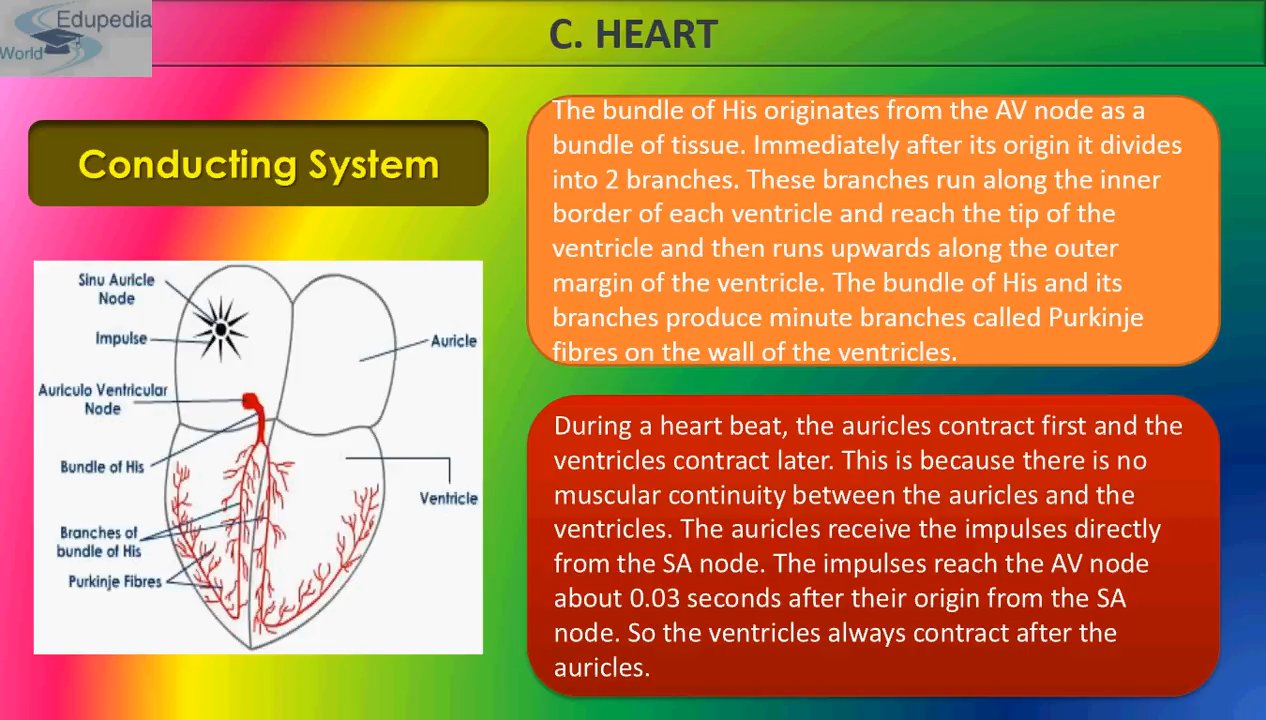 Edupedia
World
C. HEART
Conducting System
The bundle of His originates from the AV node as a
bundle of tissue. Immediately after its origin it divides
into 2 branches. These branches run along the inner
border of each ventricle and reach the tip of the
ventricle and then runs upwards along the outer
margin of the ventricle. The bundle of His and its
branches produce minute branches called Purkinje
fibres on the wall of the ventricles.
Sinu Auricle
Node
Impulse
Auricle
Auriculo Ventricular
Node
Bundle of His
Ventricle
Branches of
bundle of His
Purkinje Fibres
During a heart beat, the auricles contract first and the
ventricles contract later. This is because there is no
muscular continuity between the auricles and the
ventricles. The auricles receive the impulses directly
from the SA node. The impulses reach the AV node
about 0.03 seconds after their origin from the SA
node. So the ventricles always contract after the
auricles.